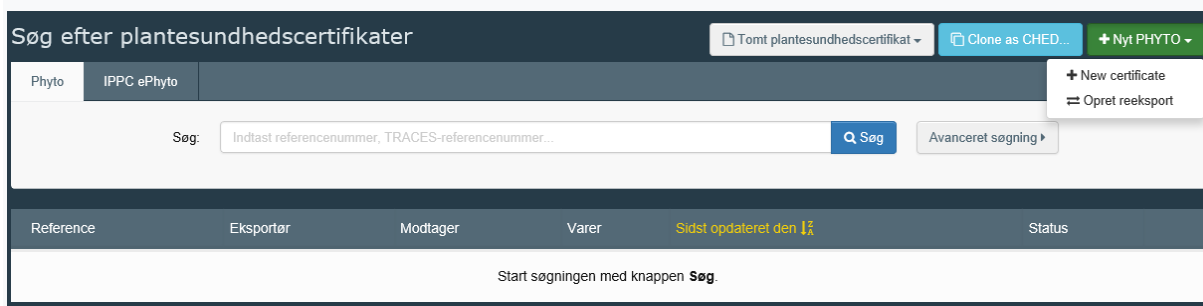 Søg efter plantesundhedscertifikater
Tomt plantesundhedscertifikat
Clone as CHED...
Nyt PHYTO
New certificate
Opret reeksport
Phyto
IPPC ePhyto
Søg:
Indtast referencenummer, TRACES-referencenummer...
Søg
Avanceret søgning
Reference
Eksportør
Modtager
Varer
Sidst opdateret den
Status
Start søgningen med knappen Søg.